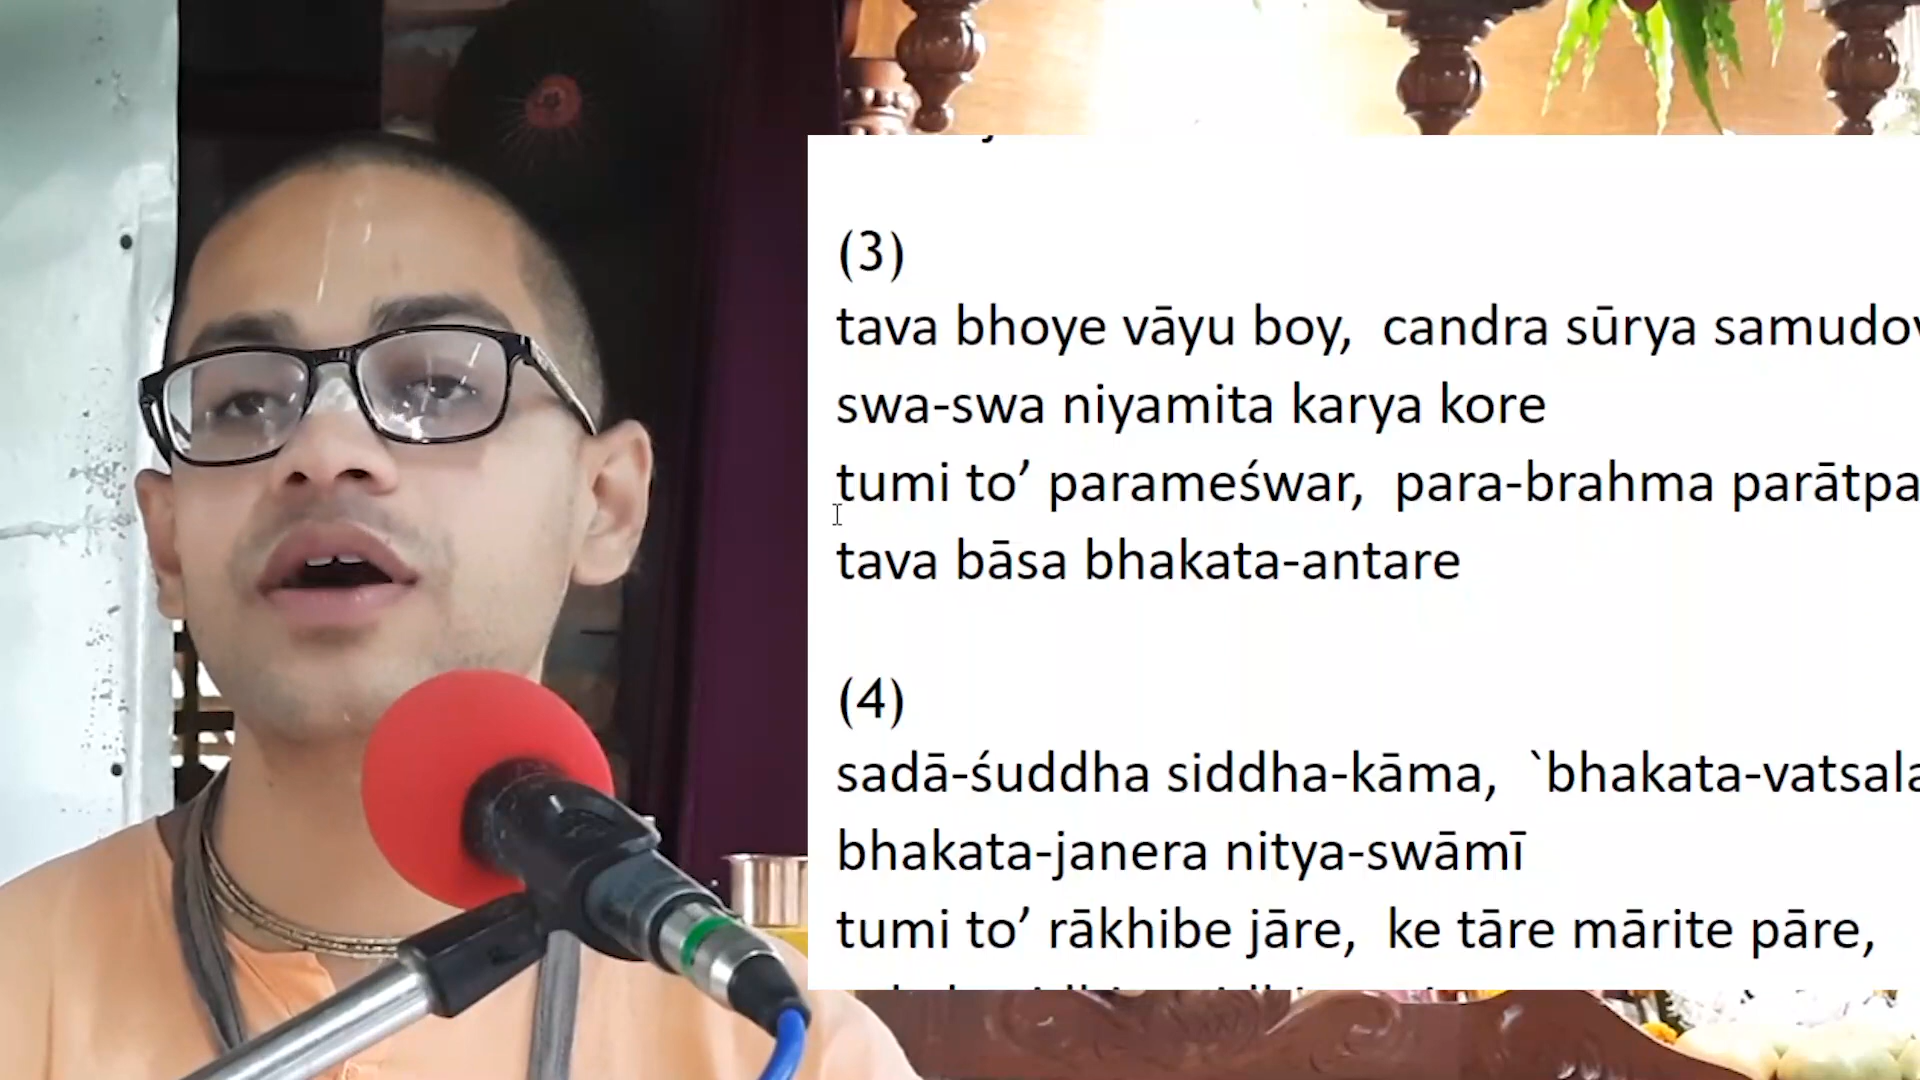 (3)
tava bhoye vāyu boy, candra sūrya
swa-swa niyamita karya kore
tumi to’ parameśwar, para-brahma
tava bāsa bhakata-antare
(4)
sadā-śuddha siddha-kāma, `bhakata-vatsala
bhakata-janera nitya-swāmī
tumi to’ rākhibe jāre, ke tāre mārite pāre,